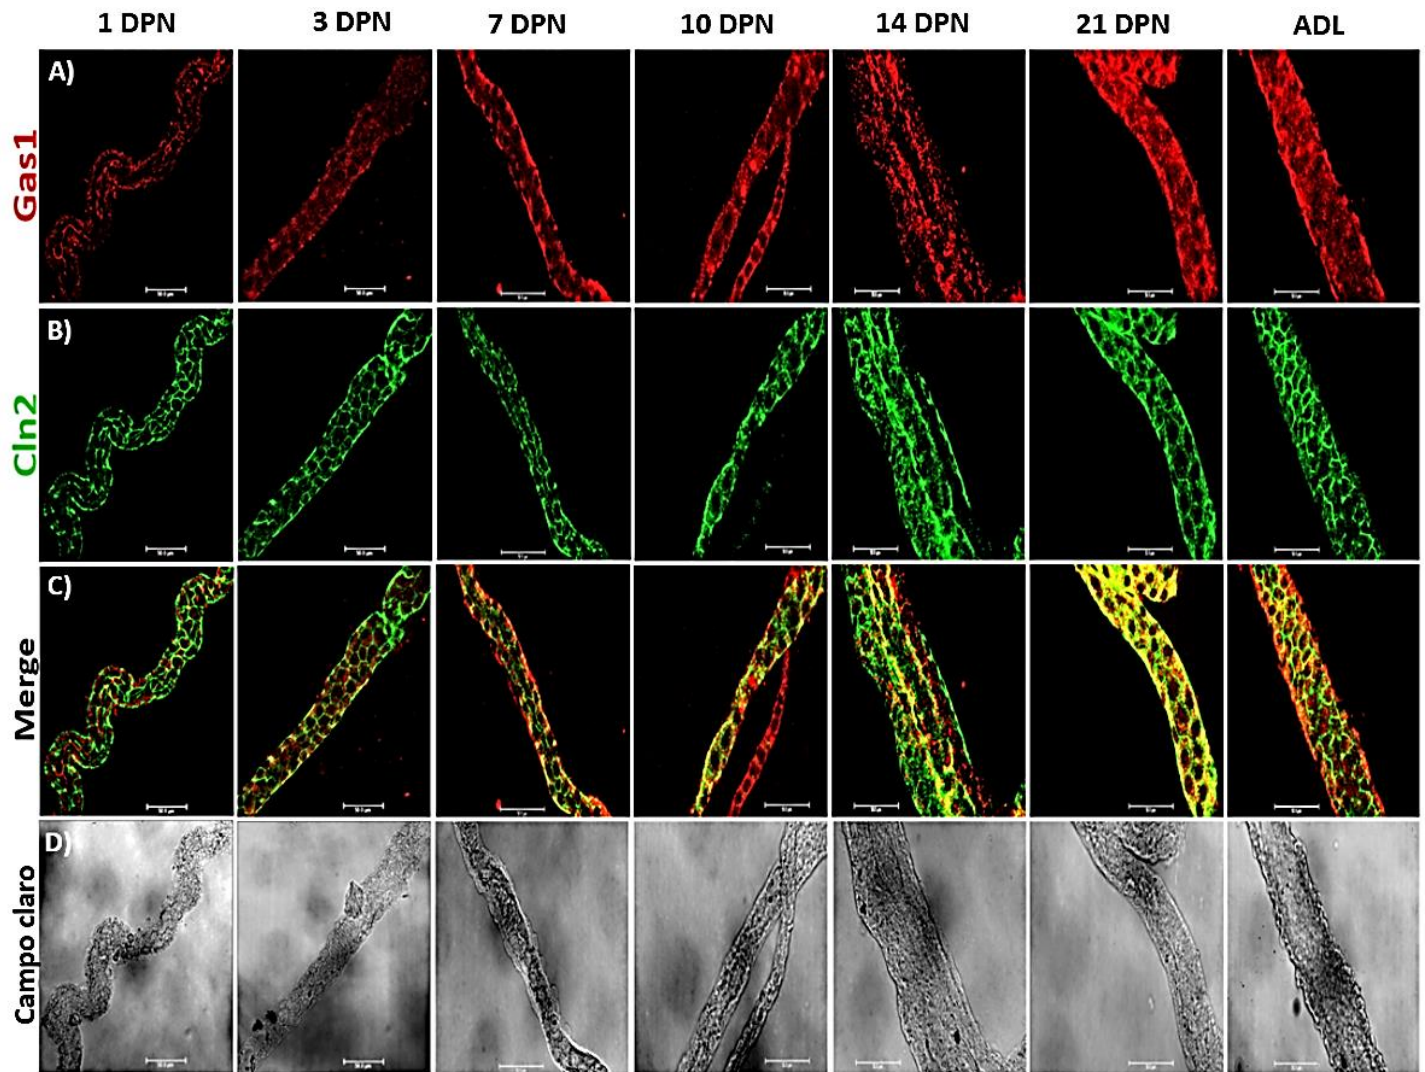 1 DPN 3 DPN 7 DPN 10 DPN 14 DPN 21 DPN ADL
A)
Gas1
B)
Cln2
C)
Merge
D)
Campo claro